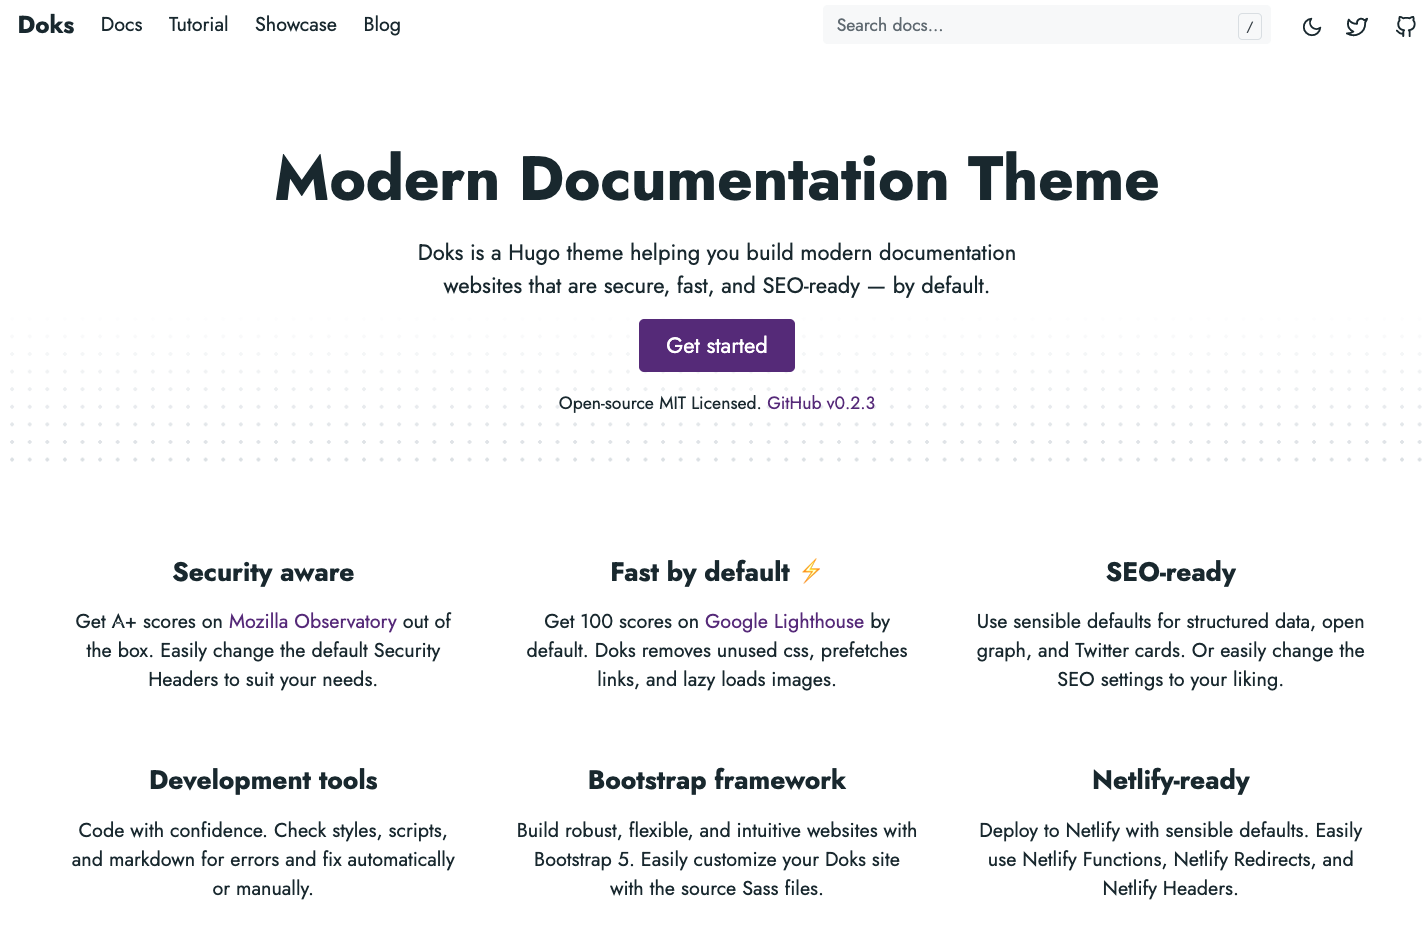 Doks Docs Tutorial Showcase Blog Search docs... /
Modern Documentation Theme
Doks is a Hugo theme helping you build modern documentation
websites that are secure, fast, and SEO-ready — by default.
Get started
Open-source MIT Licensed. GitHub v0.2.3
Security aware
Get A+ scores on Mozilla Observatory out of
the box. Easily change the default Security
Headers to suit your needs.
Fast by default ⚡
Get 100 scores on Google Lighthouse by
default. Doks removes unused css, prefetches
links, and lazy loads images.
SEO-ready
Use sensible defaults for structured data, open
graph, and Twitter cards. Or easily change the
SEO settings to your liking.
Development tools
Code with confidence. Check styles, scripts,
and markdown for errors and fix automatically
or manually.
Bootstrap framework
Build robust, flexible, and intuitive websites with
Bootstrap 5. Easily customize your Doks site
with the source Sass files.
Netlify-ready
Deploy to Netlify with sensible defaults. Easily
use Netlify Functions, Netlify Redirects, and
Netlify Headers.